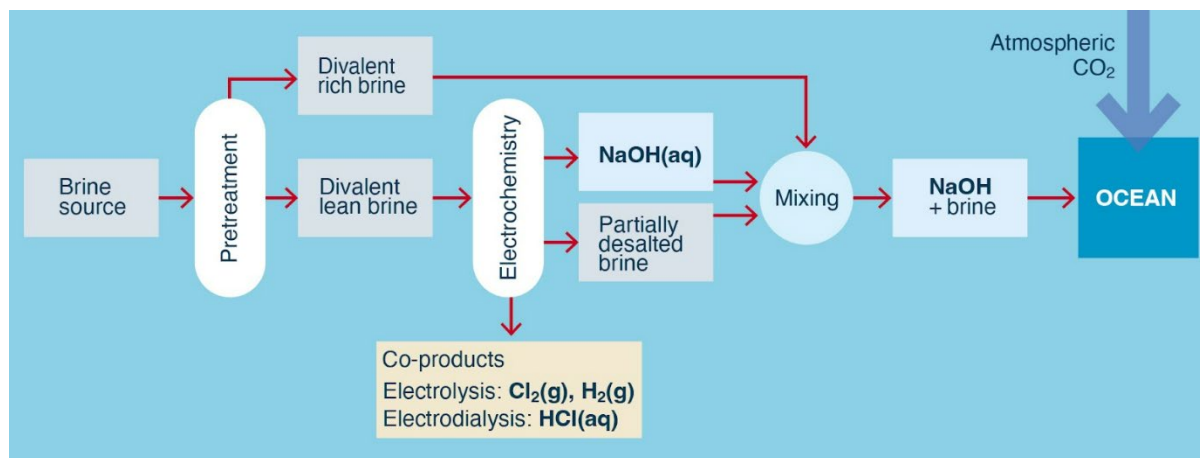 Atmospheric
CO₂
Divalent
rich brine
Brine
source
Pretreatment
Divalent
lean brine
Electrochemistry
NaOH(aq)
Partially
desalted
brine
Mixing
NaOH
+ brine
OCEAN
Co-products
Electrolysis: Cl₂(g), H₂(g)
Electrodialysis: HCl(aq)